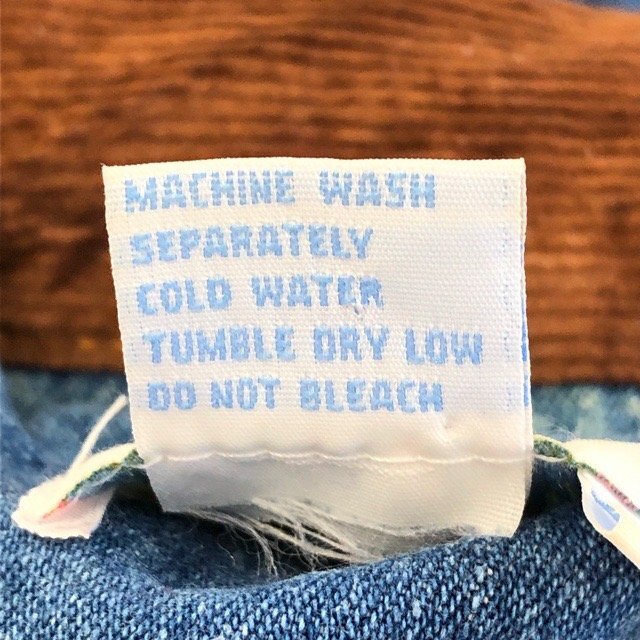 MACHINE WASH
SEPARATELY
COLD WATER
TUMBLE DRY LOW
DO NOT BLEACH